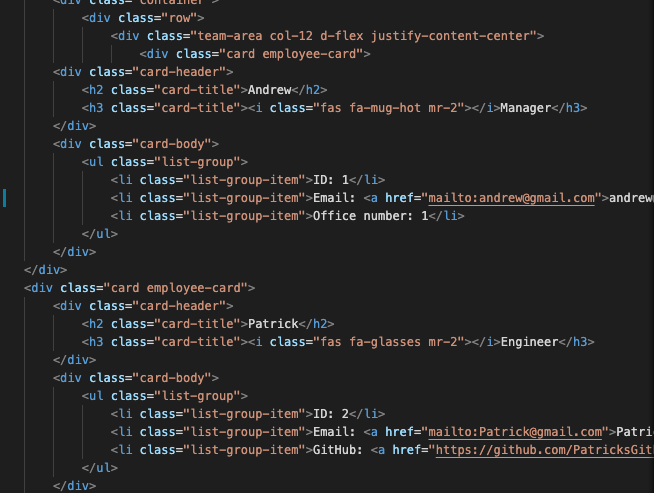 <div class="container">
<div class="row">
<div class="team-area col-12 d-flex justify-content-center">
<div class="card employee-card">
<div class="card-header">
<h2 class="card-title">Andrew</h2>
<h3 class="card-title"><i class="fas fa-mug-hot mr-2"></i>Manager</h3>
</div>
<div class="card-body">
<ul class="list-group">
<li class="list-group-item">ID: 1</li>
<li class="list-group-item">Email: <a href="mailto:andrew@gmail.com">andrew
<li class="list-group-item">Office number: 1</li>
</ul>
</div>
</div>
<div class="card employee-card">
<div class="card-header">
<h2 class="card-title">Patrick</h2>
<h3 class="card-title"><i class="fas fa-glasses mr-2"></i>Engineer</h3>
</div>
<div class="card-body">
<ul class="list-group">
<li class="list-group-item">ID: 2</li>
<li class="list-group-item">Email: <a href="mailto:Patrick@gmail.com">Patri
<li class="list-group-item">GitHub: <a href="https://github.com/PatricksGit
</ul>
</div>